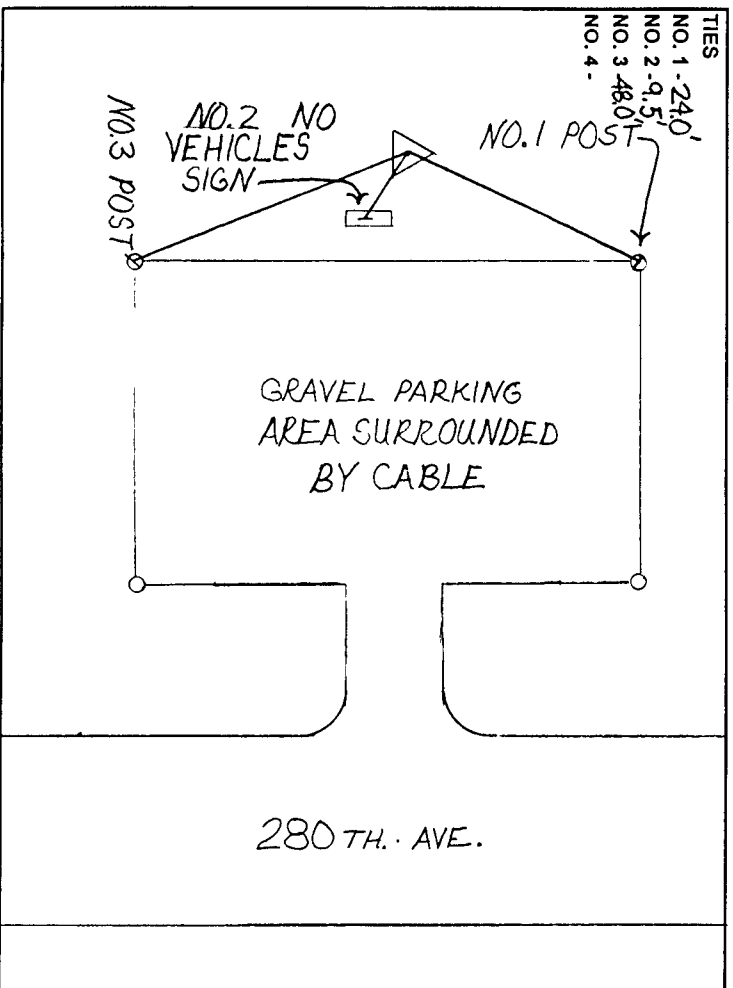 TIES
NO. 1 - 24.0'
NO. 2 - 9.5'
NO. 3 48.0'
NO. 4 -
NO.2 NO
VEHICLES
SIGN
NO.1 POST
NO.3 POST
GRAVEL PARKING
AREA SURROUNDED
BY CABLE
280 TH. AVE.